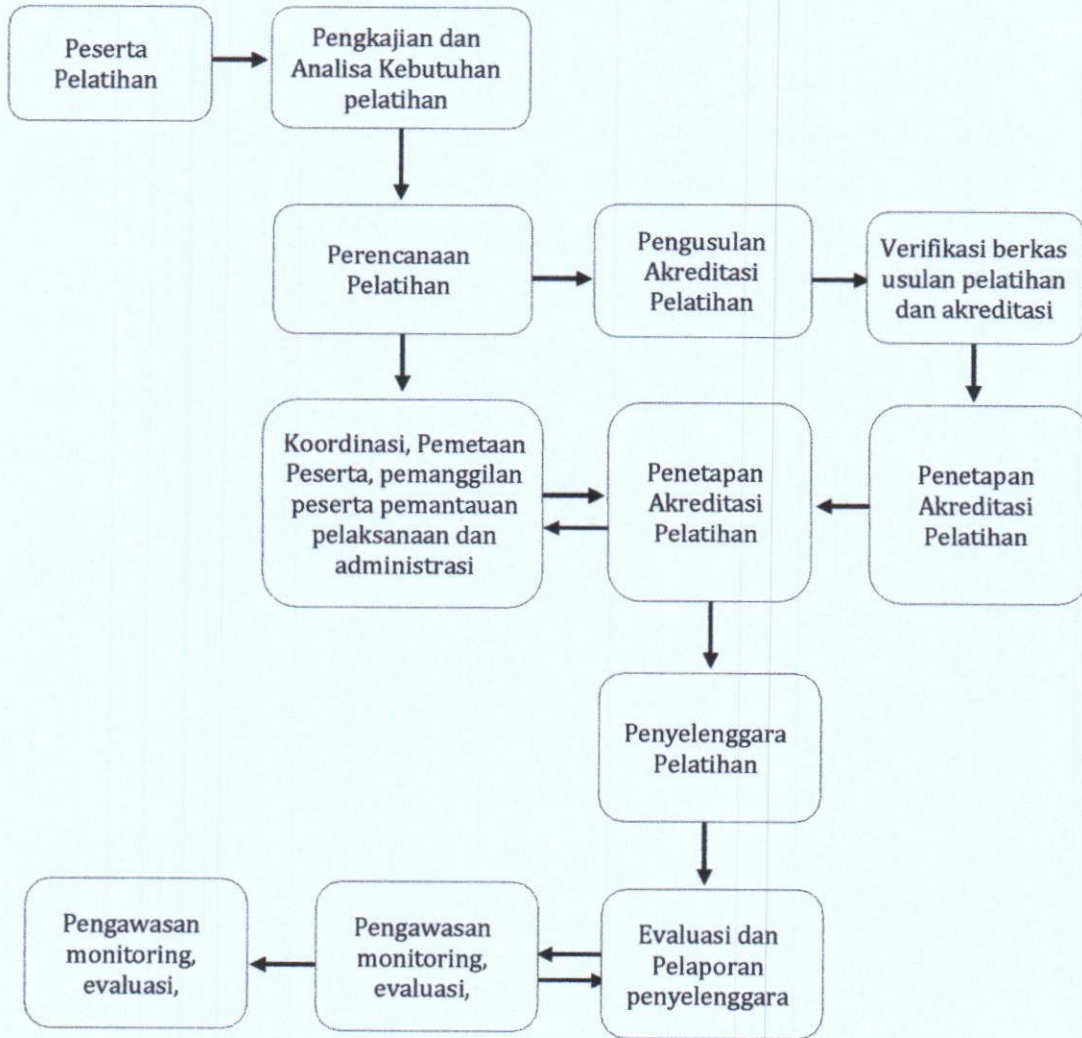 Peserta
Pelatihan
Pengkajian dan
Analisa Kebutuhan
pelatihan
Perencanaan
Pelatihan
Pengusulan
Akreditasi
Pelatihan
Verifikasi berkas
usulan pelatihan
dan akreditasi
Koordinasi, Pemetaan
Peserta, pemanggilan
peserta pemantauan
pelaksanaan dan
administrasi
Penetapan
Akreditasi
Pelatihan
Penetapan
Akreditasi
Pelatihan
Penyelenggara
Pelatihan
Pengawasan
monitoring,
evaluasi,
Pengawasan
monitoring,
evaluasi,
Evaluasi dan
Pelaporan
penyelenggara